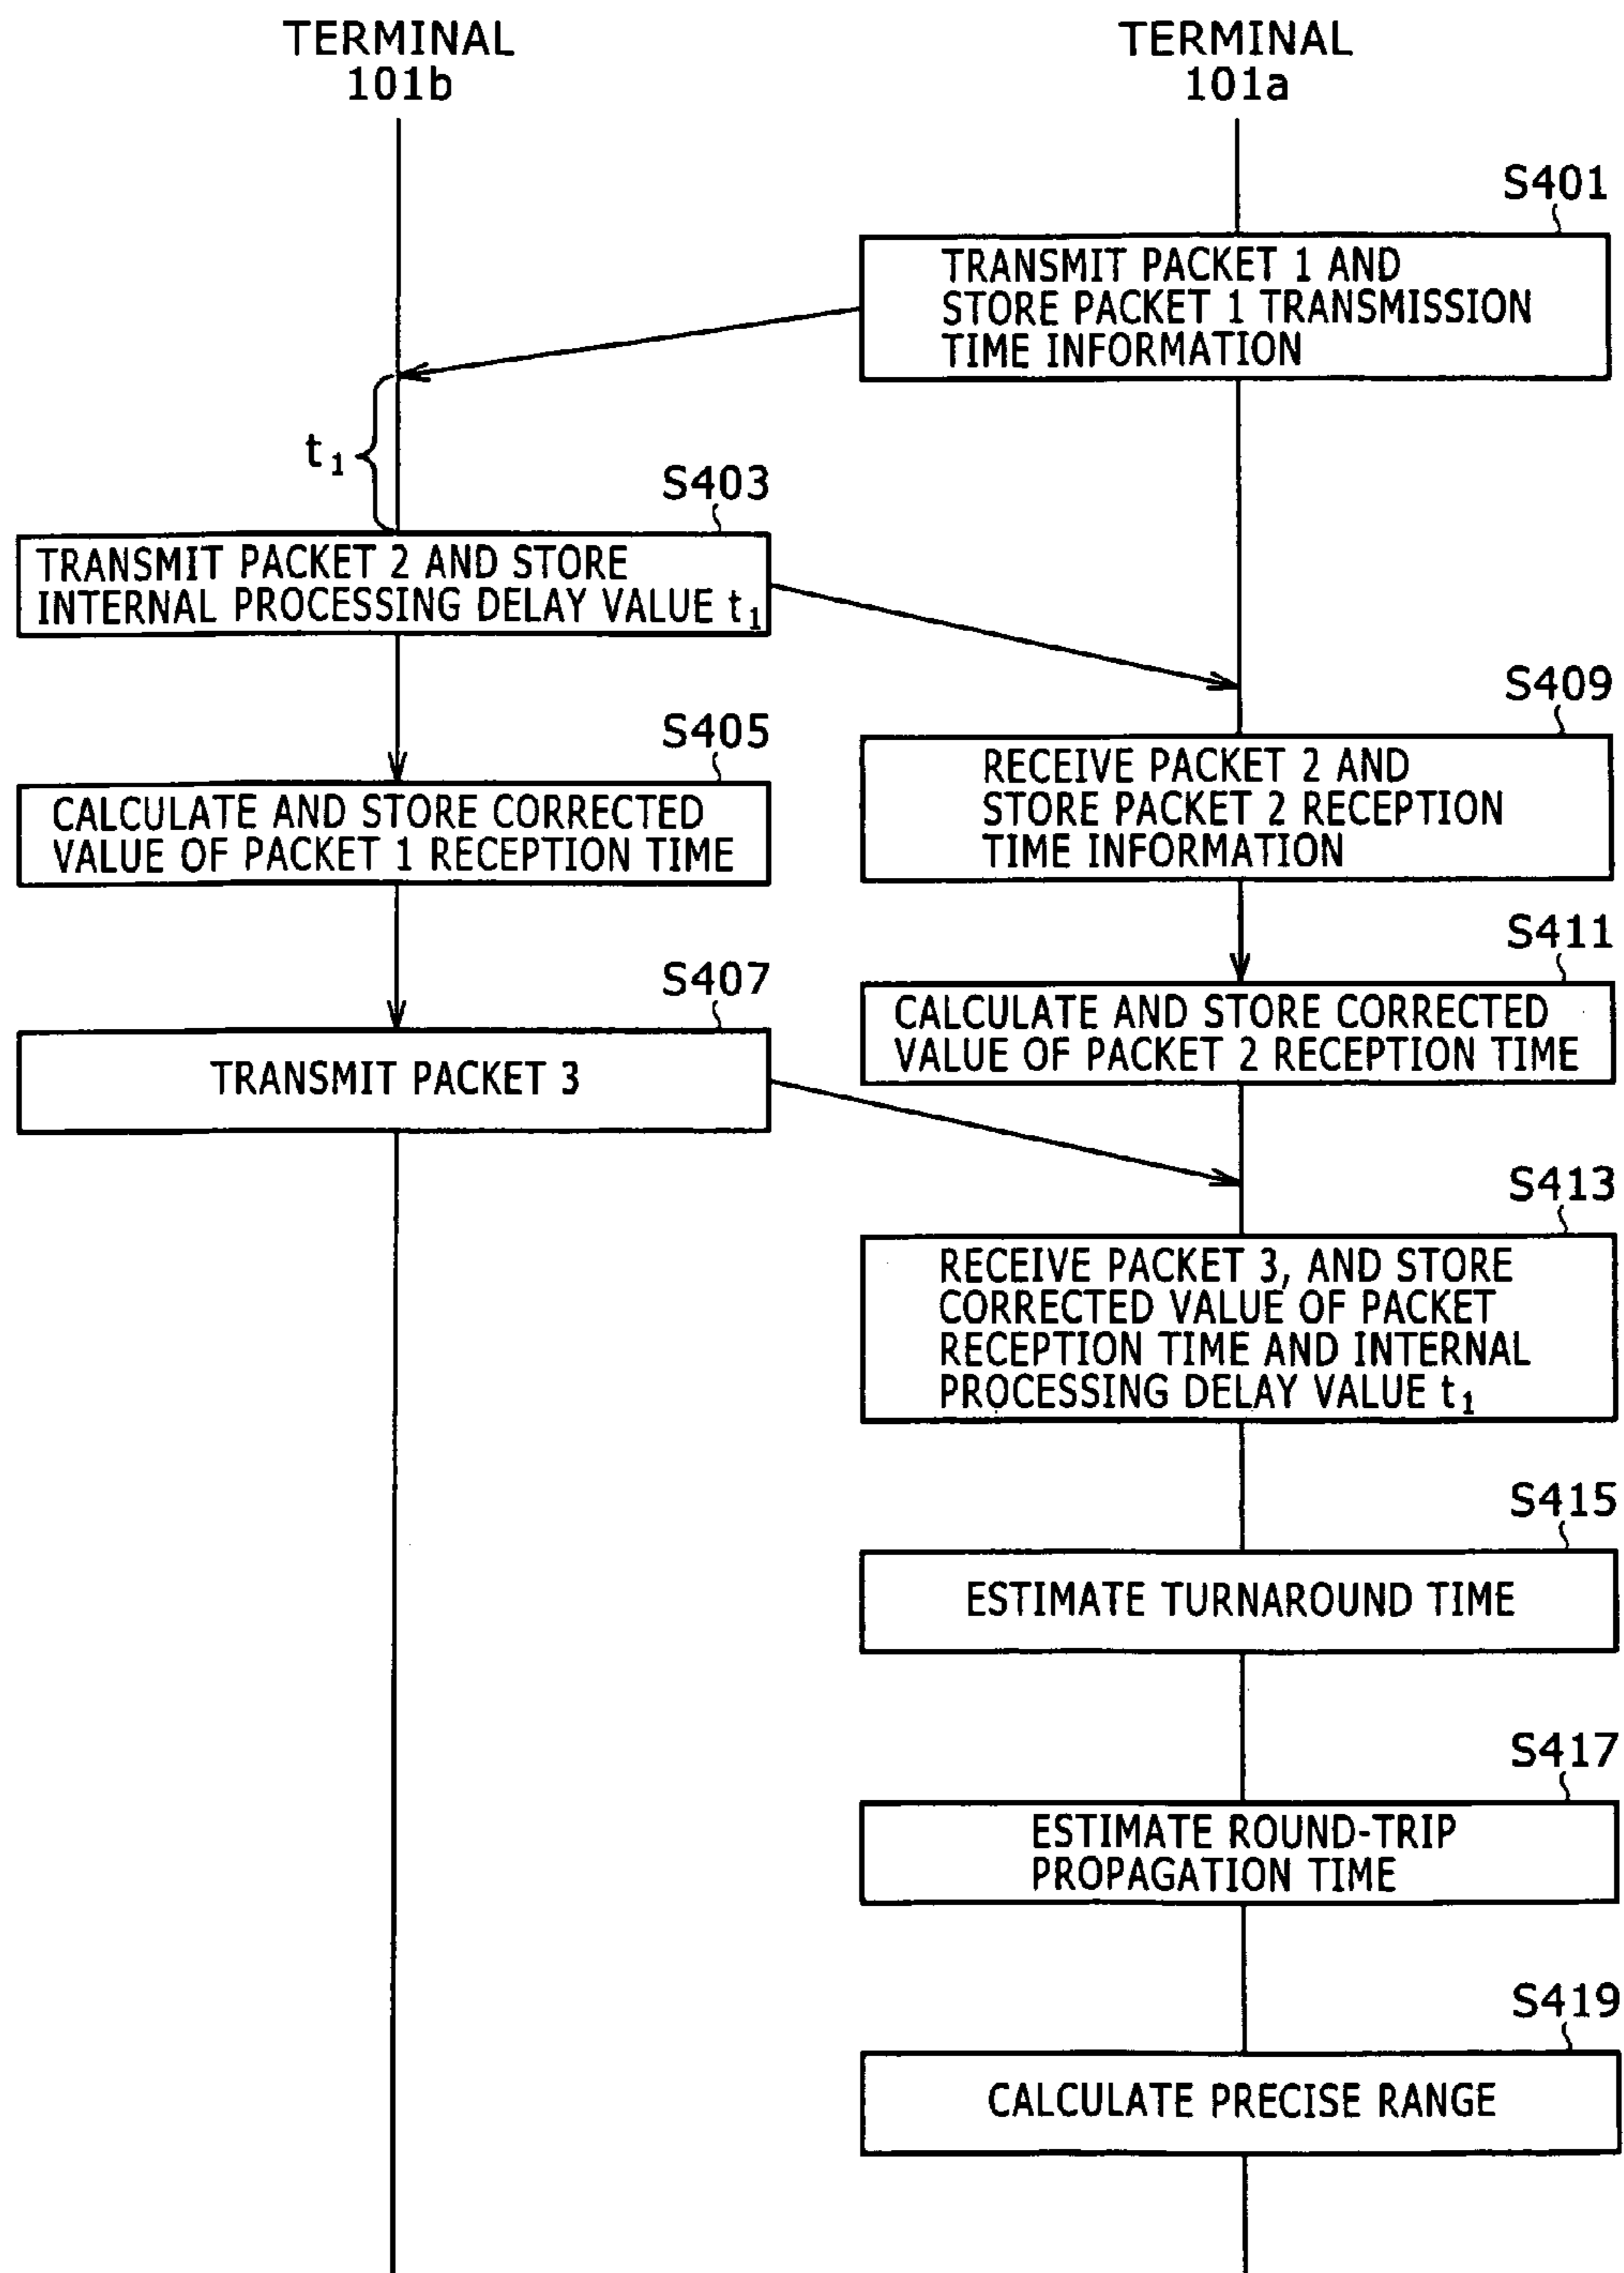 TERMINAL
101b
TERMINAL
101a
S401
TRANSMIT PACKET 1 AND
STORE PACKET 1 TRANSMISSION
TIME INFORMATION
t₁
S403
TRANSMIT PACKET 2 AND STORE
INTERNAL PROCESSING DELAY VALUE t₁
S409
RECEIVE PACKET 2 AND
STORE PACKET 2 RECEPTION
TIME INFORMATION
S405
CALCULATE AND STORE CORRECTED
VALUE OF PACKET 1 RECEPTION TIME
S411
CALCULATE AND STORE CORRECTED
VALUE OF PACKET 2 RECEPTION TIME
S407
TRANSMIT PACKET 3
S413
RECEIVE PACKET 3, AND STORE
CORRECTED VALUE OF PACKET
RECEPTION TIME AND INTERNAL
PROCESSING DELAY VALUE t₁
S415
ESTIMATE TURNAROUND TIME
S417
ESTIMATE ROUND-TRIP
PROPAGATION TIME
S419
CALCULATE PRECISE RANGE